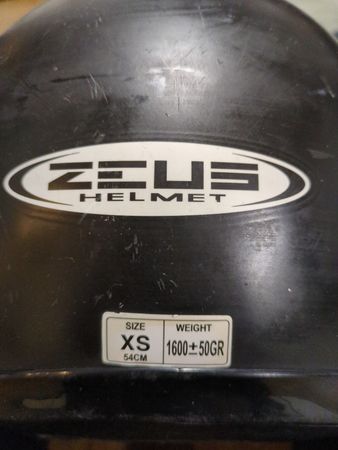 ZEUS
HELMET
SIZE WEIGHT
XS 1600±50GR
54CM